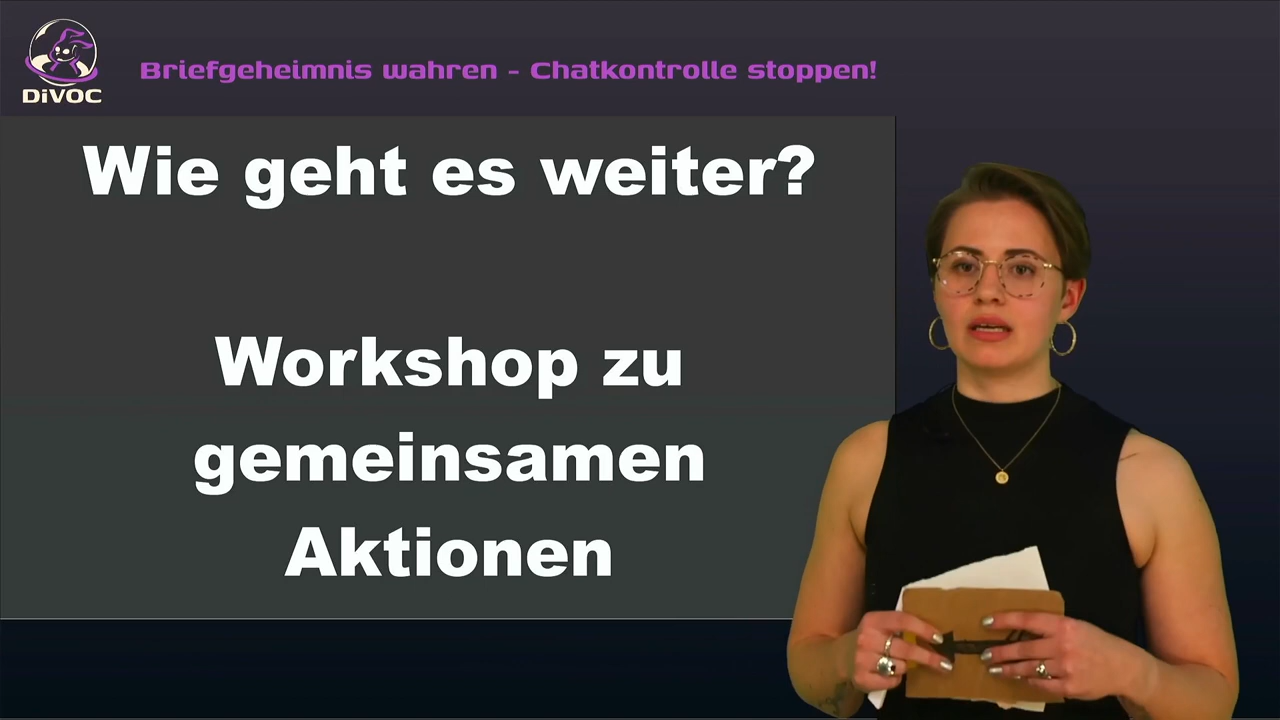 DiVOC
Briefgeheimnis wahren - Chatkontrolle stoppen!
Wie geht es weiter?
Workshop zu
gemeinsamen
Aktionen